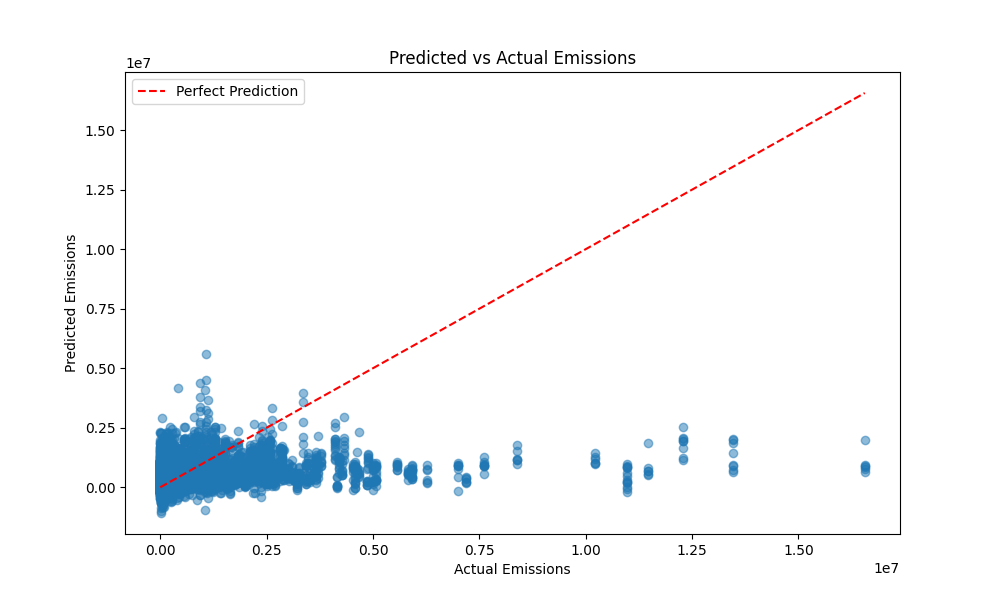 Predicted vs Actual Emissions
1e7
Perfect Prediction
1.50
1.25
1.00
0.75
0.50
0.25
0.00
Predicted Emissions
0.00 0.25 0.50 0.75 1.00 1.25 1.50
Actual Emissions
1e7